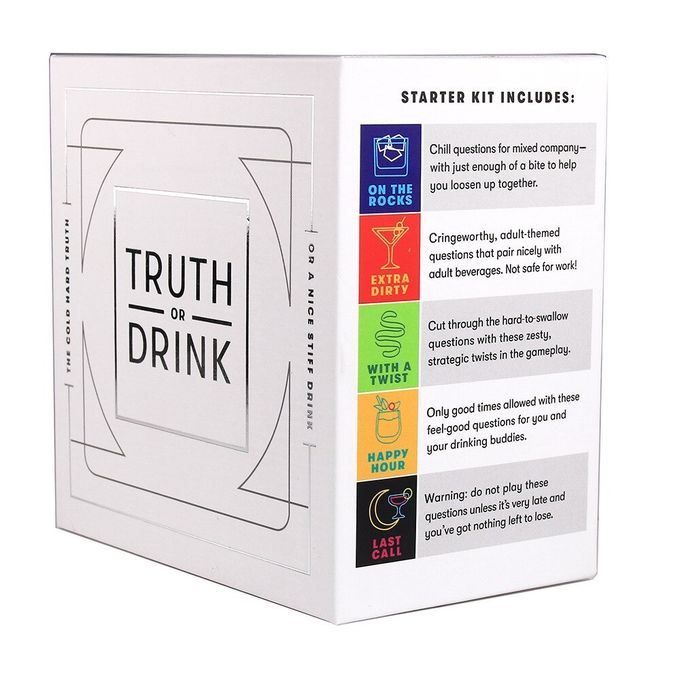 TRUTH
OR
DRINK
THE COLD HARD TRUTH
OR A NICE STIFF DRINK
STARTER KIT INCLUDES:
ON THE
ROCKS
Chill questions for mixed company—
with just enough of a bite to help
you loosen up together.
EXTRA
DIRTY
Cringeworthy, adult-themed
questions that pair nicely with
adult beverages. Not safe for work!
WITH A
TWIST
Cut through the hard-to-swallow
questions with these zesty,
strategic twists in the gameplay.
HAPPY
HOUR
Only good times allowed with these
feel-good questions for you and
your drinking buddies.
LAST
CALL
Warning: do not play these
questions unless it's very late and
you've got nothing left to lose.